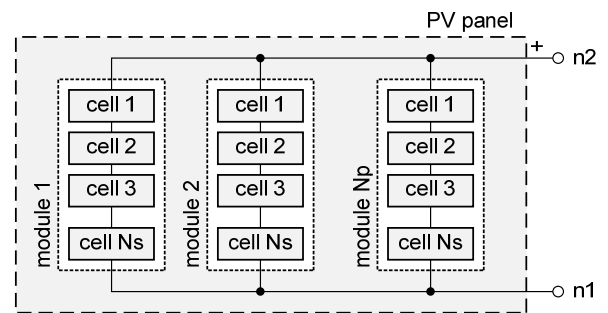 PV panel
+
n2
module 1
cell 1
cell 2
cell 3
cell Ns
module 2
cell 1
cell 2
cell 3
cell Ns
module Np
cell 1
cell 2
cell 3
cell Ns
n1